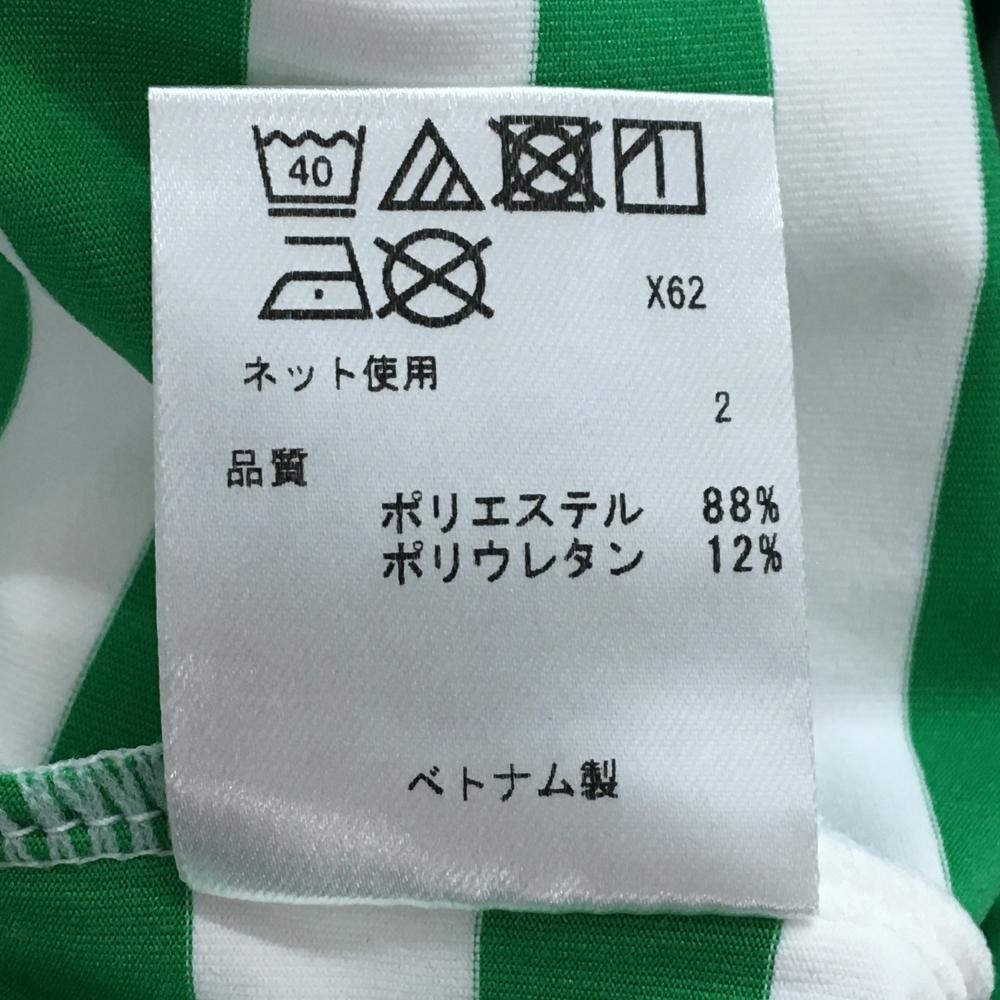 40
X62
ネット使用
2
品質
ポリエステル 88%
ポリウレタン 12%
ベトナム製